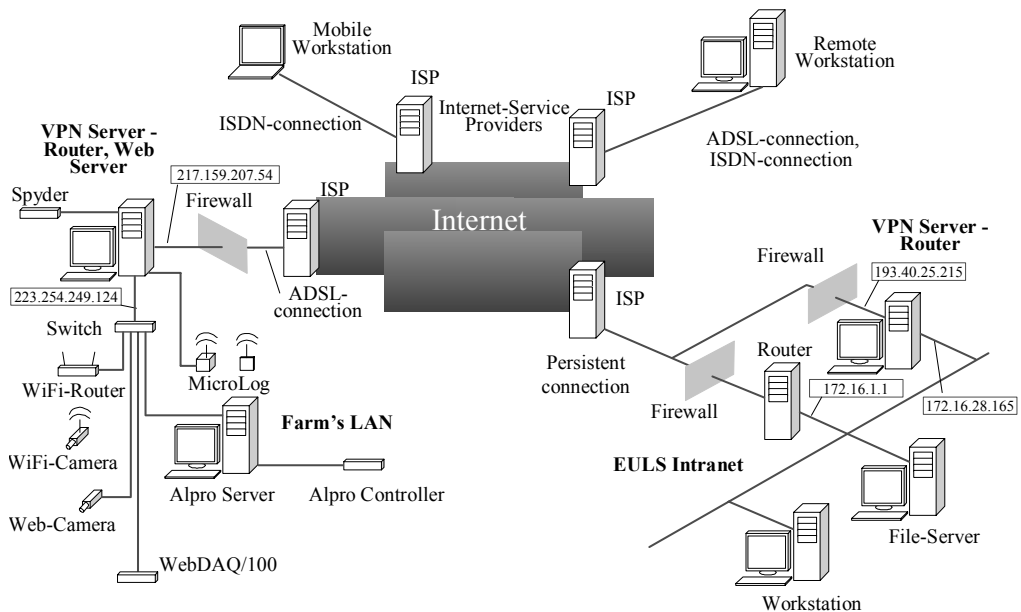 Mobile
Workstation
ISP
ISDN-connection
Internet-Service
Providers
ISP
Remote
Workstation
ADSL-connection,
ISDN-connection
VPN Server -
Router, Web
Server
217.159.207.54
Spyder
Firewall
ISP
Internet
ADSL-
connection
223.254.249.124
Switch
WiFi-Router
MicroLog
WiFi-Camera
Farm's LAN
Alpro Server
Alpro Controller
Web-Camera
WebDAQ/100
ISP
Persistent
connection
VPN Server -
Router
Firewall
193.40.25.215
Router
Firewall
172.16.1.1
172.16.28.165
EULS Intranet
File-Server
Workstation